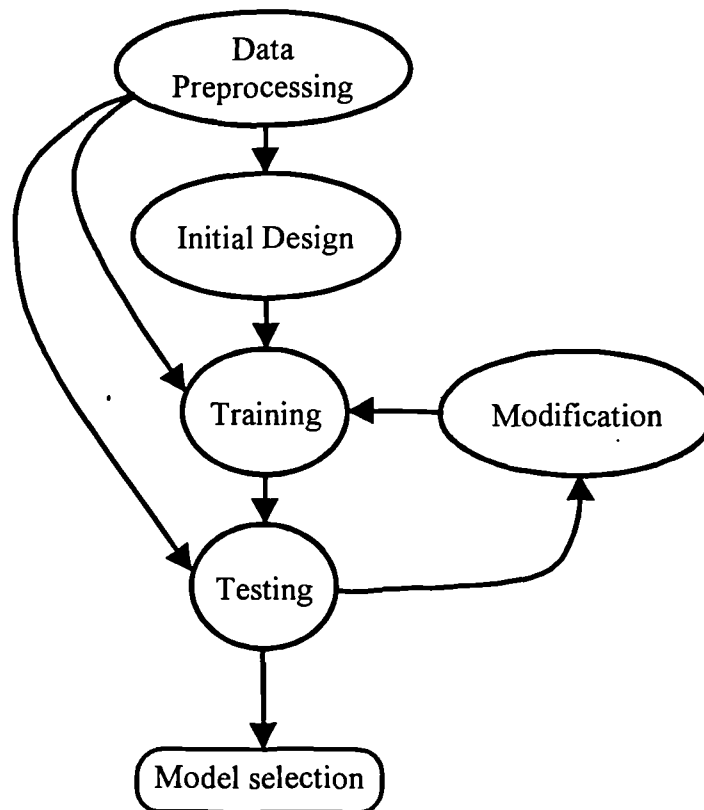 Data
Preprocessing
Initial Design
Training
Modification
Testing
Model selection